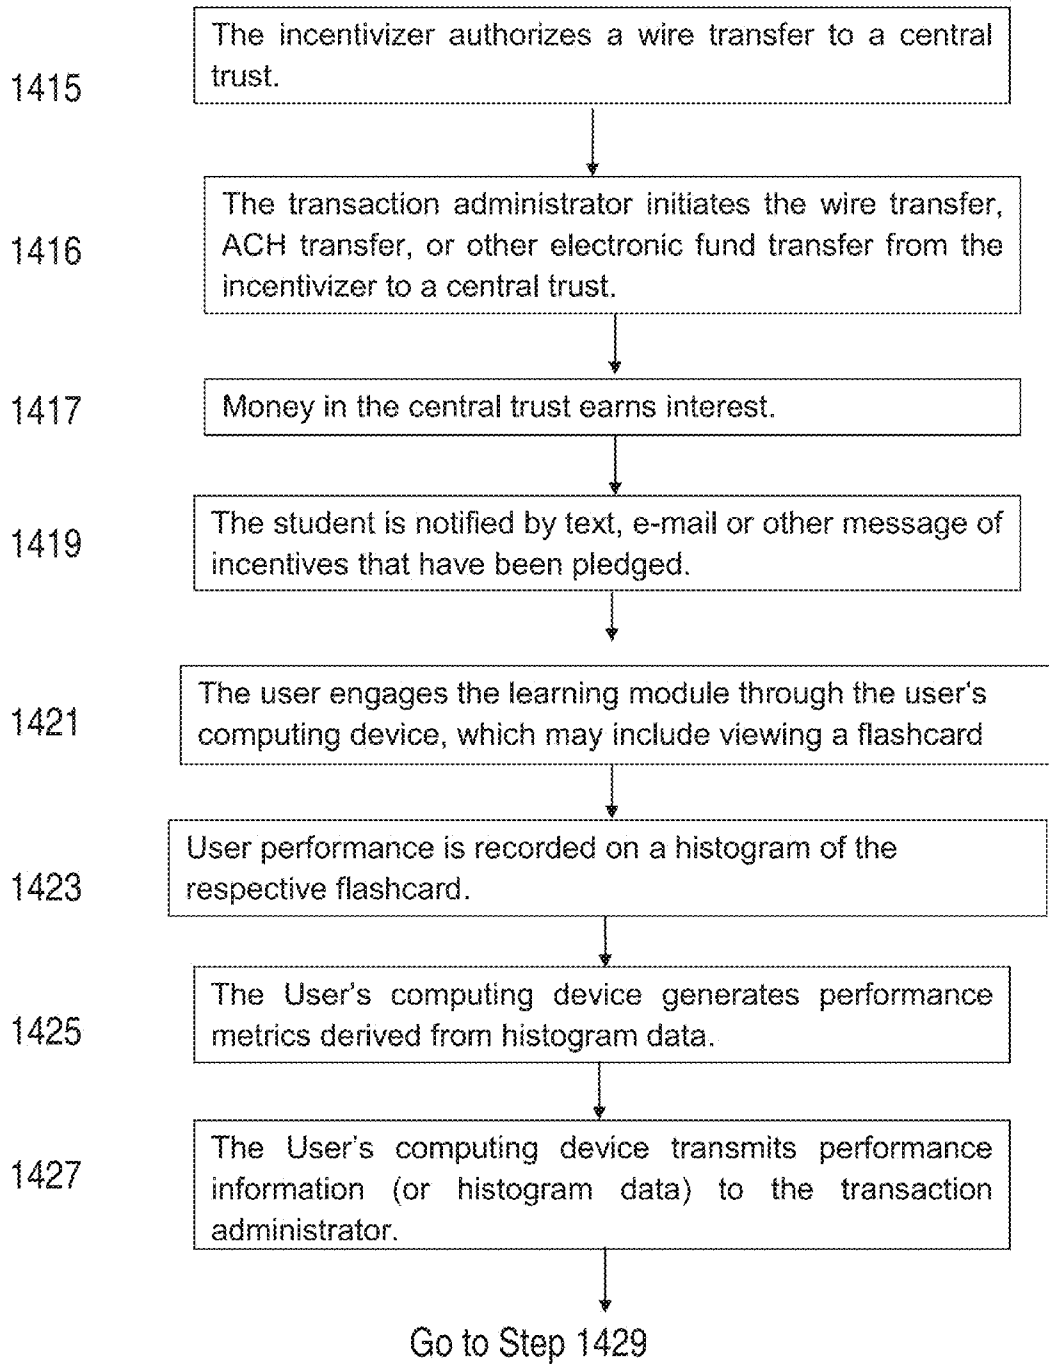 The incentivizer authorizes a wire transfer to a central
trust.
1415
The transaction administrator initiates the wire transfer,
ACH transfer, or other electronic fund transfer from the
incentivizer to a central trust.
1416
Money in the central trust earns interest.
1417
The student is notified by text, e-mail or other message of
incentives that have been pledged.
1419
The user engages the learning module through the user's
computing device, which may include viewing a flashcard
1421
User performance is recorded on a histogram of the
respective flashcard.
1423
The User's computing device generates performance
metrics derived from histogram data.
1425
The User's computing device transmits performance
information (or histogram data) to the transaction
administrator.
1427
Go to Step 1429